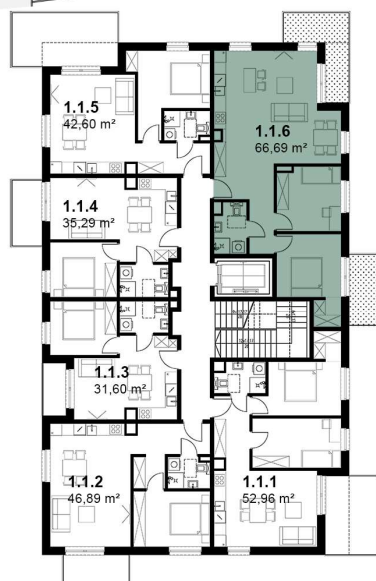 1.1.5
42,60 m²
1.1.6
66,69 m²
1.1.4
35,29 m²
1.1.3
31,60 m²
1.1.2
46,89 m²
1.1.1
52,96 m²